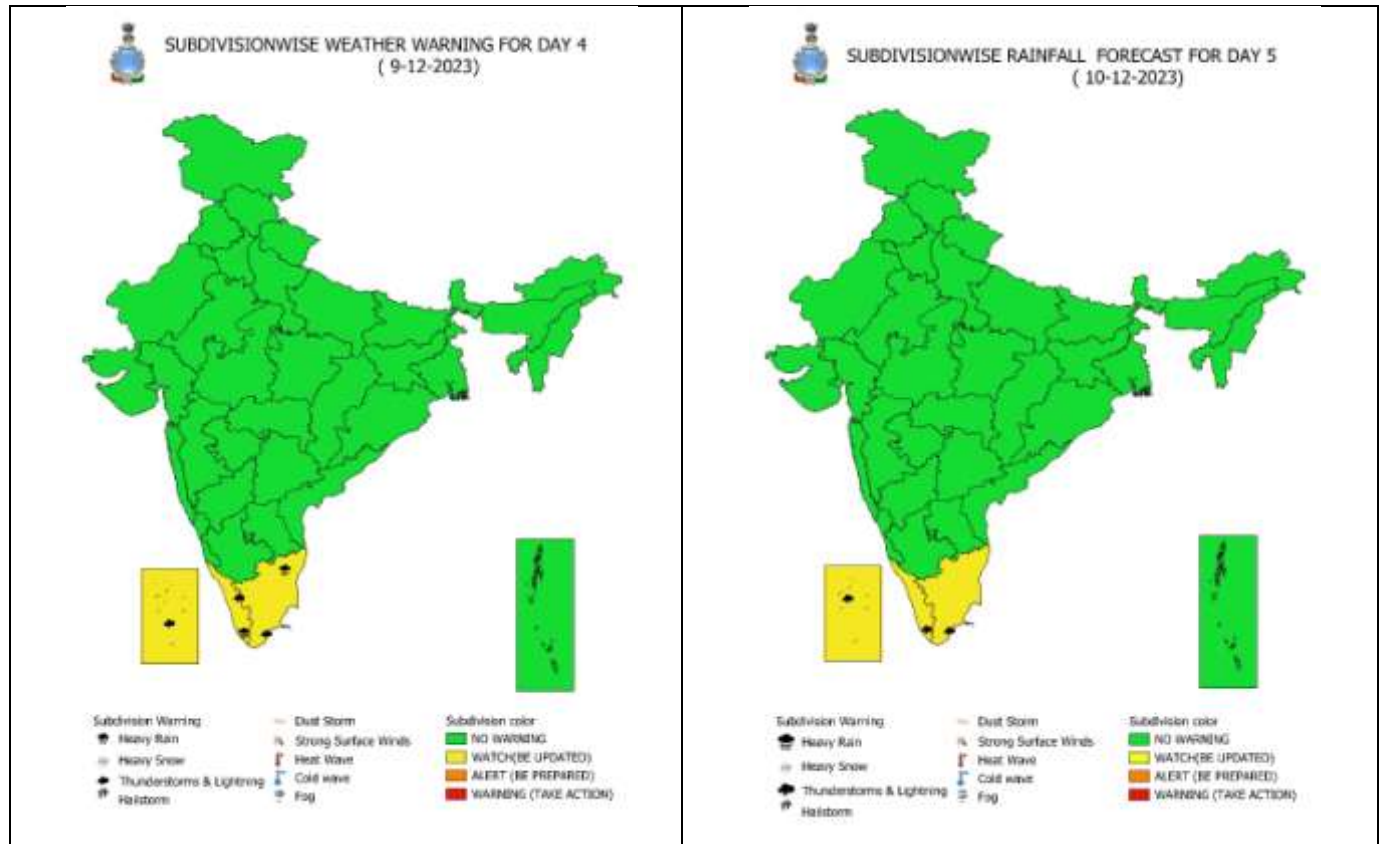 SUBDIVISIONWISE WEATHER WARNING FOR DAY 4
( 9-12-2023)
Subdivision Warning
Heavy Rain
Heavy Snow
Thunderstorms & Lightning
Hailstorm
Dust Storm
Strong Surface Winds
Heat Wave
Cold wave
Fog
Subdivision color
NO WARNING
WATCH(BE UPDATED)
ALERT (BE PREPARED)
WARNING (TAKE ACTION)
SUBDIVISIONWISE RAINFALL FORECAST FOR DAY 5
( 10-12-2023)
Subdivision Warning
Heavy Rain
Heavy Snow
Thunderstorms & Lightning
Hailstorm
Dust Storm
Strong Surface Winds
Heat Wave
Cold wave
Fog
Subdivision color
NO WARNING
WATCH(BE UPDATED)
ALERT (BE PREPARED)
WARNING (TAKE ACTION)